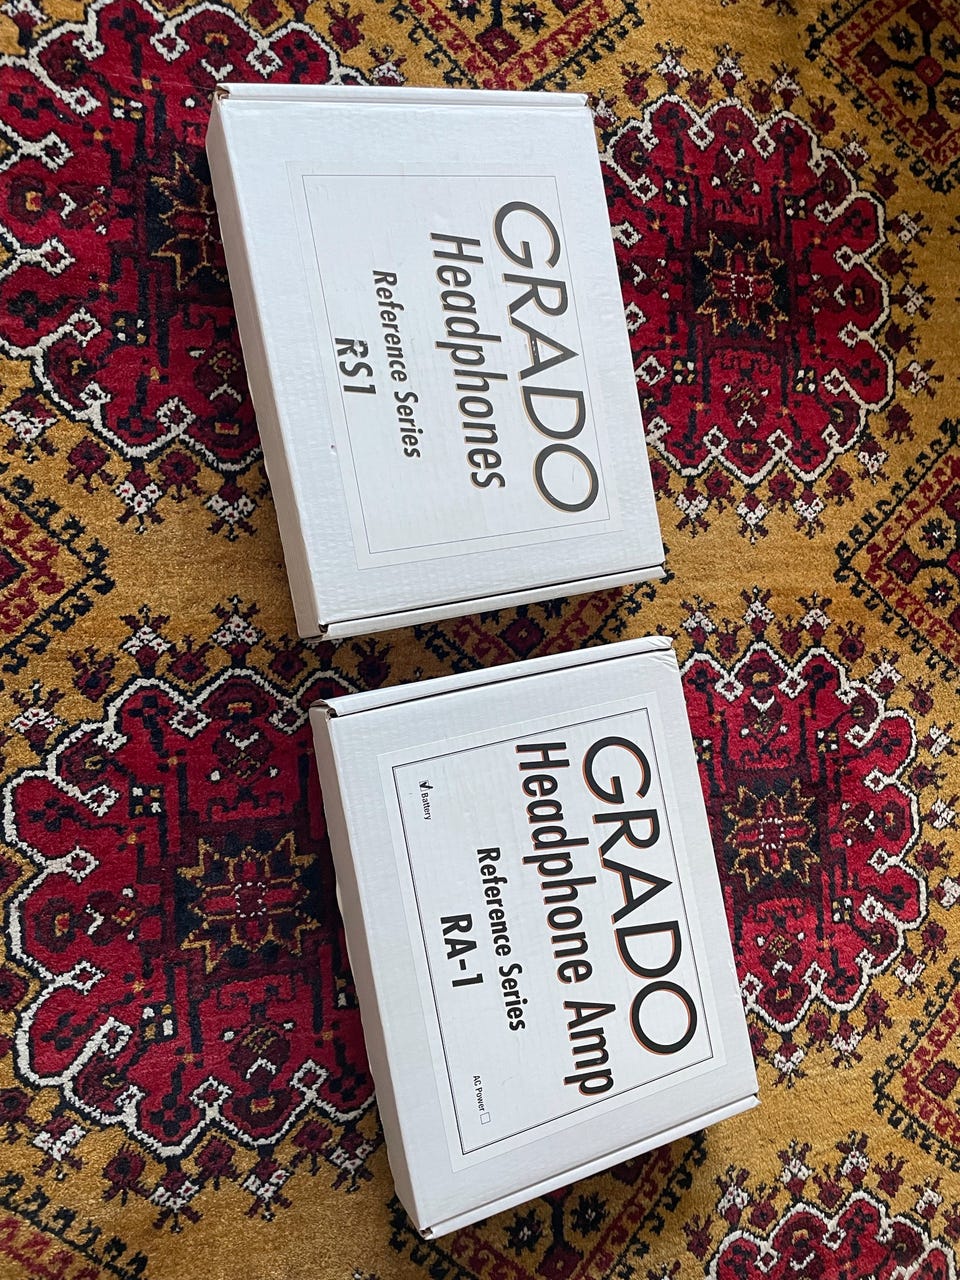 GRADO
Headphones
Reference Series
RS1
GRADO
Headphone Amp
Reference Series
RA-1
☑ Battery
AC Power ☐